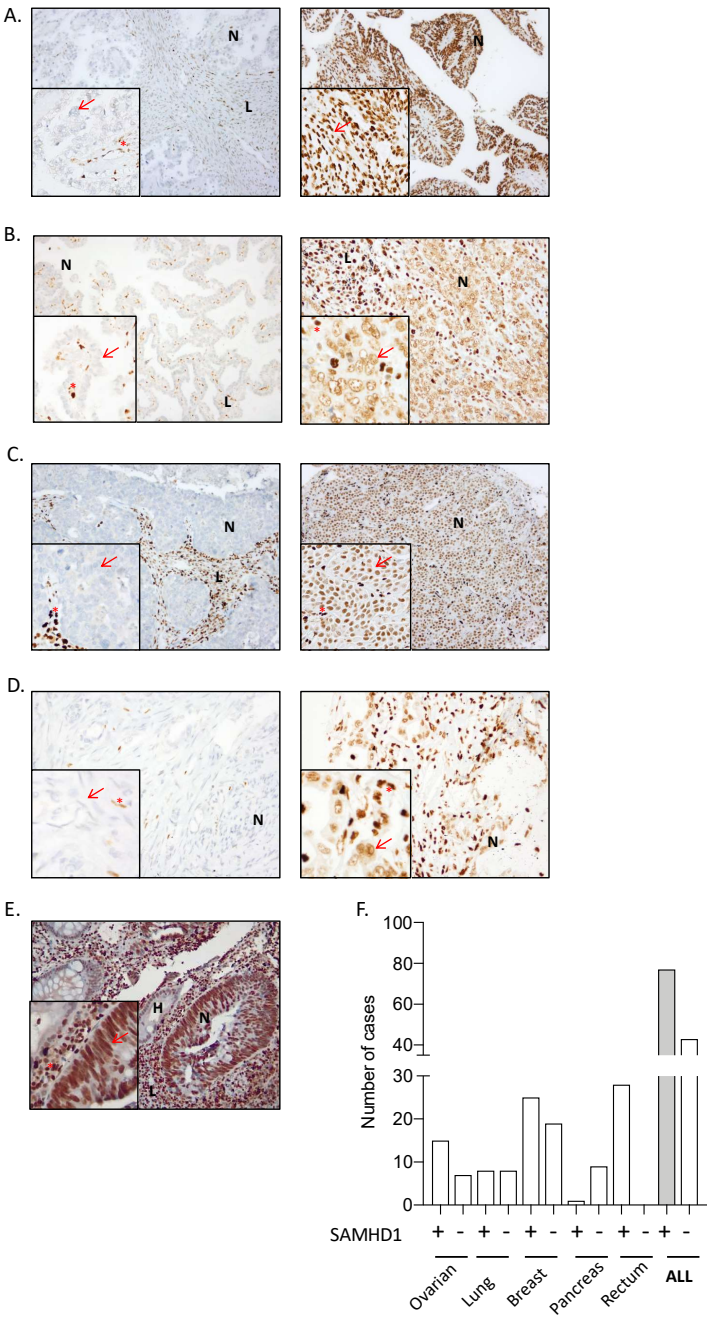 A.
N
L
*
N
B.
N
*
L
L
N
*
C.
N
L
*
N
*
D.
*
N
*
N
E.
H
N
*
L
F.
Number of cases
100
80
60
40
30
20
10
0
SAMHD1 + - + - + - + - + - + -
Ovarian Lung Breast Pancreas Rectum ALL